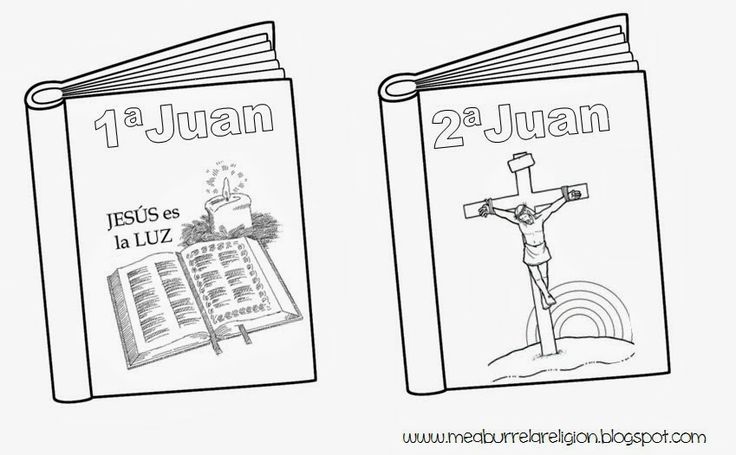 1ª Juan
JESÚS es
la LUZ
2ª Juan
www.meaburrelareligion.blogspot.com